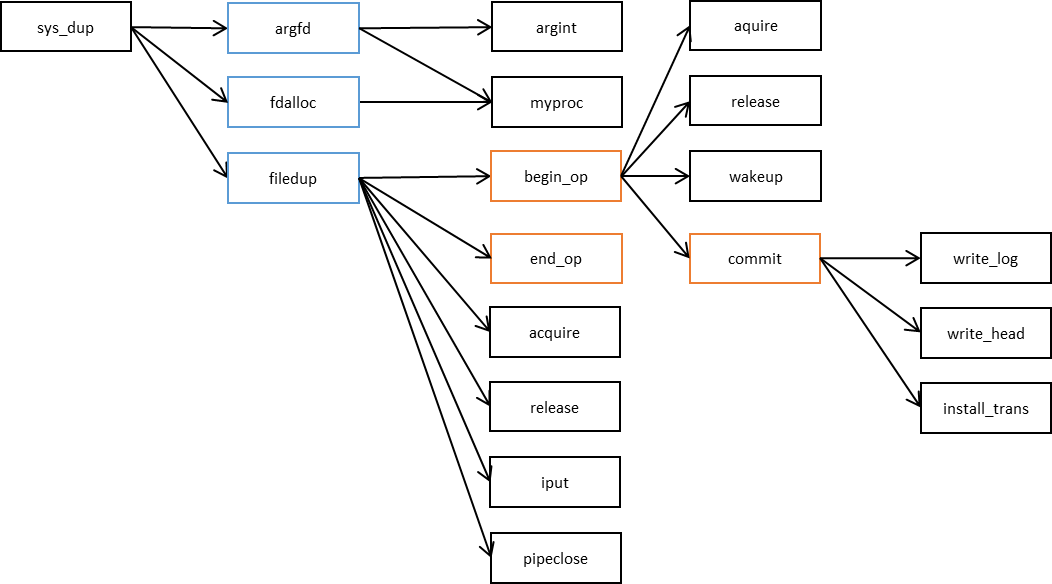 sys_dup
argfd
fdalloc
filedup
argint
myproc
begin_op
end_op
acquire
release
iput
pipeclose
aquire
release
wakeup
commit
write_log
write_head
install_trans